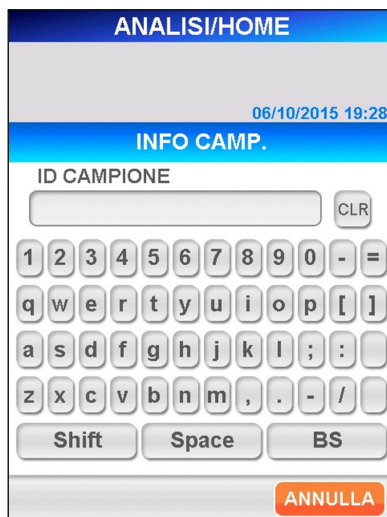 ANALISI/HOME
06/10/2015 19:28
INFO CAMP.
ID CAMPIONE
CLR
1 2 3 4 5 6 7 8 9 0 - =
q w e r t y u i o p [ ]
a s d f g h j k l ; :
z x c v b n m , . - /
Shift Space BS
ANNULLA